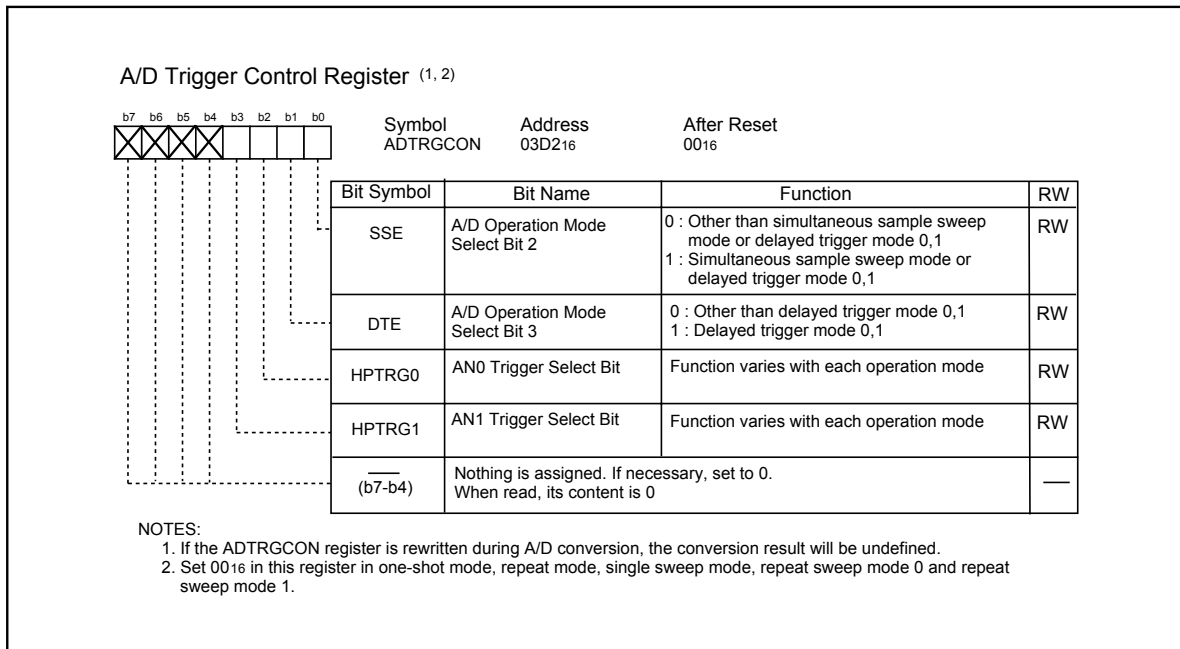 A/D Trigger Control Register (1, 2)
b7 b6 b5 b4 b3 b2 b1 b0
Symbol Address After Reset
ADTRGCON 03D216 0016
Bit Symbol Bit Name Function RW
SSE A/D Operation Mode Select Bit 2 0 : Other than simultaneous sample sweep
mode or delayed trigger mode 0,1
1 : Simultaneous sample sweep mode or
delayed trigger mode 0,1 RW
DTE A/D Operation Mode Select Bit 3 0 : Other than delayed trigger mode 0,1
1 : Delayed trigger mode 0,1 RW
HPTRG0 AN0 Trigger Select Bit Function varies with each operation mode RW
HPTRG1 AN1 Trigger Select Bit Function varies with each operation mode RW
(b7-b4) Nothing is assigned. If necessary, set to 0.
When read, its content is 0 —
NOTES:
1. If the ADTRGCON register is rewritten during A/D conversion, the conversion result will be undefined.
2. Set 0016 in this register in one-shot mode, repeat mode, single sweep mode, repeat sweep mode 0 and repeat
sweep mode 1.